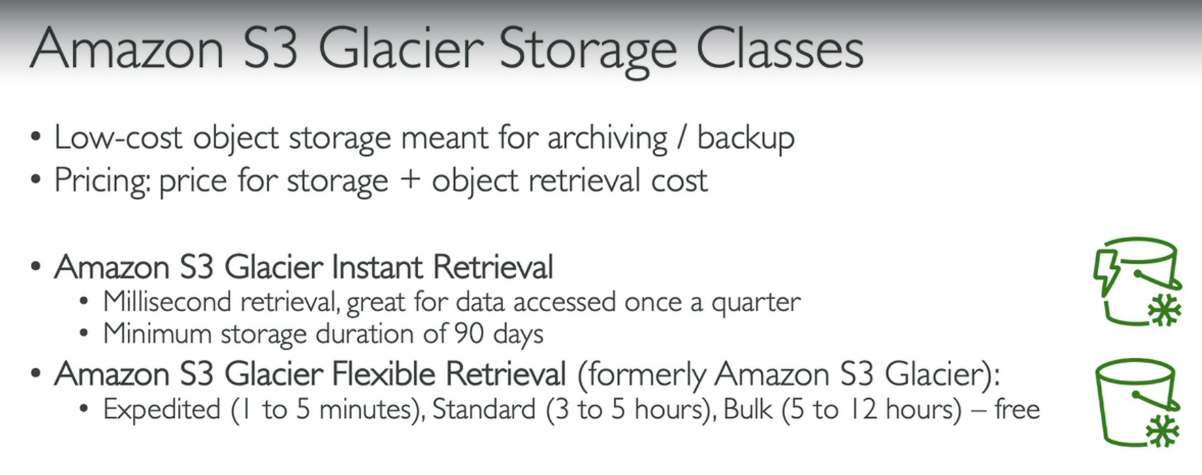 Amazon S3 Glacier Storage Classes
• Low-cost object storage meant for archiving / backup
• Pricing: price for storage + object retrieval cost
• Amazon S3 Glacier Instant Retrieval
• Millisecond retrieval, great for data accessed once a quarter
• Minimum storage duration of 90 days
• Amazon S3 Glacier Flexible Retrieval (formerly Amazon S3 Glacier):
• Expedited (1 to 5 minutes), Standard (3 to 5 hours), Bulk (5 to 12 hours) – free